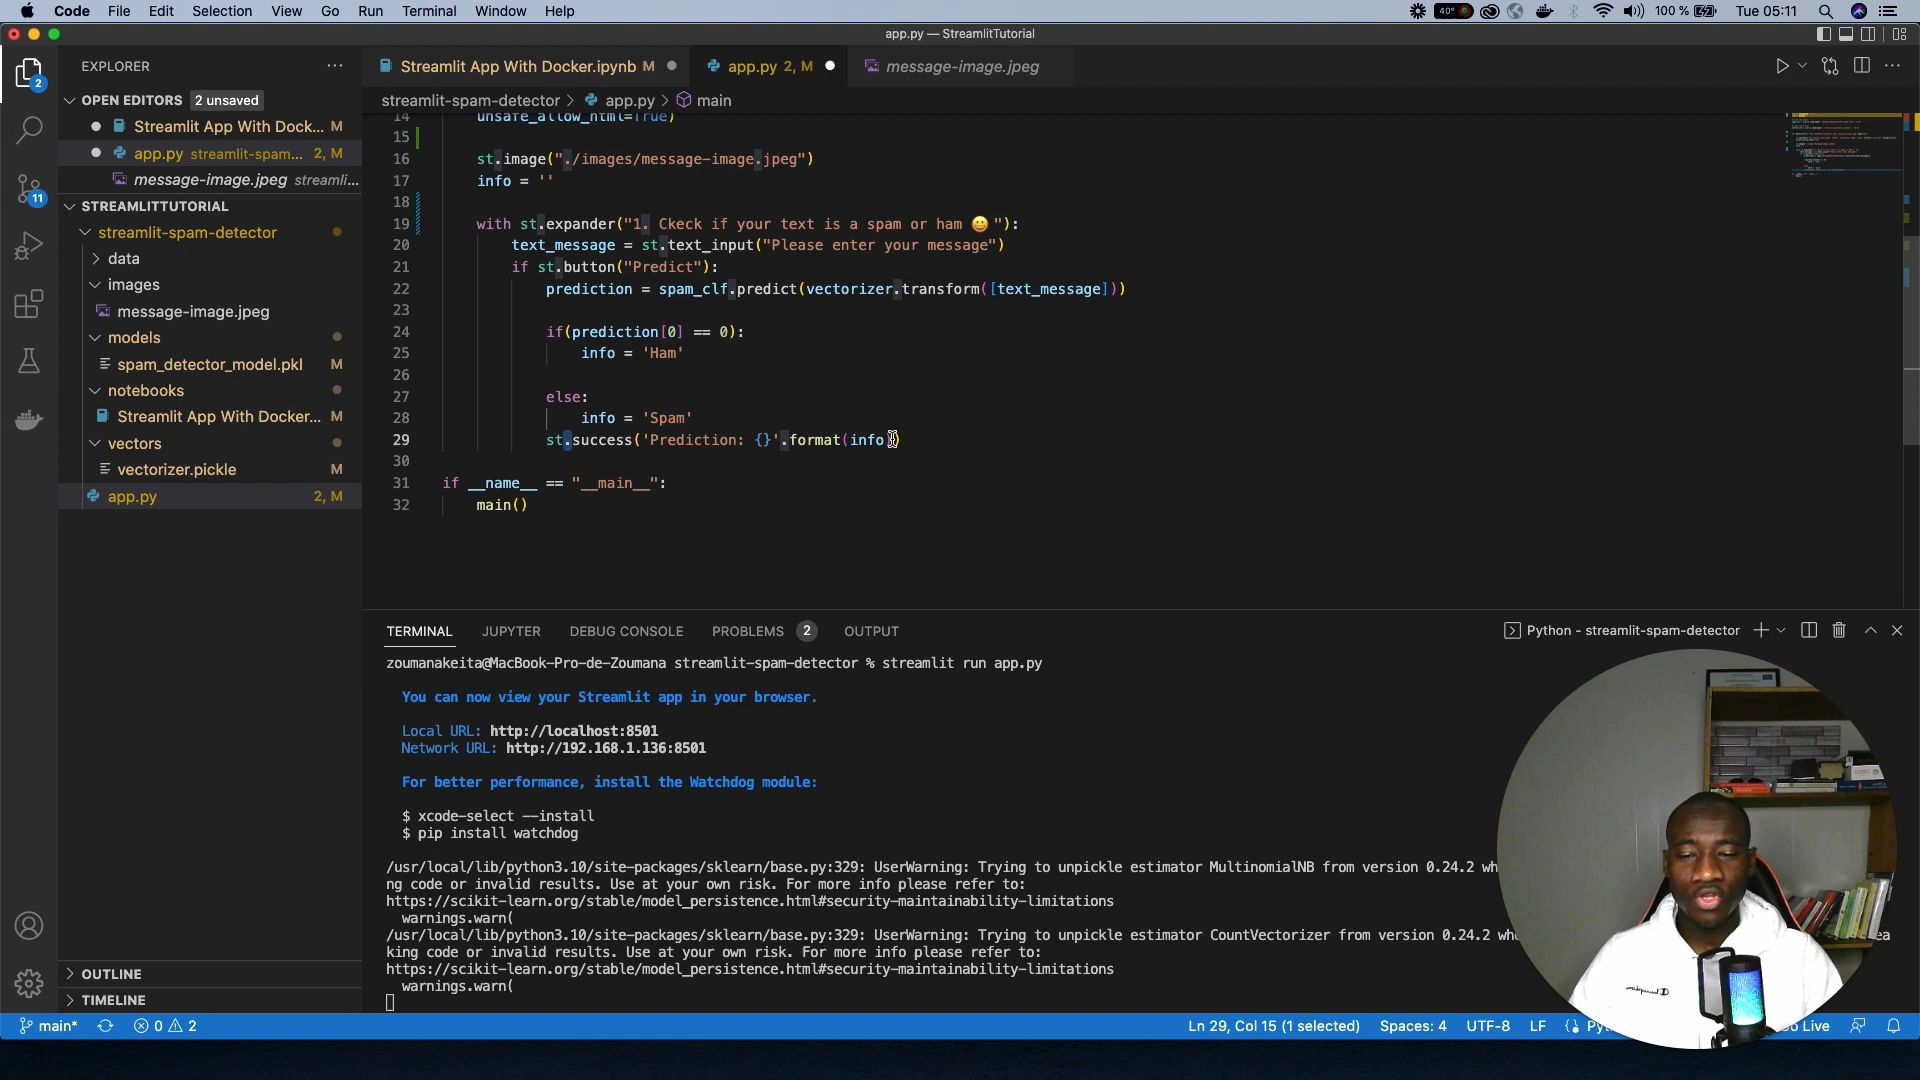 Code File Edit Selection View Go Run Terminal Window Help
40° 100 % Tue 05:11
app.py — StreamlitTutorial
EXPLORER
Streamlit App With Docker.ipynb M
app.py 2, M
message-image.jpeg
2
OPEN EDITORS 2 unsaved
Streamlit App With Dock... M
app.py streamlit-spam... 2, M
message-image.jpeg streamli...
11
STREAMLITTUTORIAL
streamlit-spam-detector
data
images
message-image.jpeg
models
spam_detector_model.pkl M
notebooks
Streamlit App With Docker... M
vectors
vectorizer.pickle M
app.py 2, M
OUTLINE
TIMELINE
streamlit-spam-detector > app.py > main
14 unsafe_allow_html=True)
15
16 st.image("./images/message-image.jpeg")
17 info = ''
18
19 with st.expander("1. Ckeck if your text is a spam or ham 😀 "):
20 text_message = st.text_input("Please enter your message")
21 if st.button("Predict"):
22 prediction = spam_clf.predict(vectorizer.transform([text_message]))
23
24 if(prediction[0] == 0):
25 info = 'Ham'
26
27 else:
28 info = 'Spam'
29 st.success('Prediction: {}'.format(info))
30
31 if __name__ == "__main__":
32 main()
TERMINAL JUPYTER DEBUG CONSOLE PROBLEMS 2 OUTPUT
Python - streamlit-spam-detector
zoumanakeita@MacBook-Pro-de-Zoumana streamlit-spam-detector % streamlit run app.py
You can now view your Streamlit app in your browser.
Local URL: http://localhost:8501
Network URL: http://192.168.1.136:8501
For better performance, install the Watchdog module:
$ xcode-select --install
$ pip install watchdog
/usr/local/lib/python3.10/site-packages/sklearn/base.py:329: UserWarning: Trying to unpickle estimator MultinomialNB from version 0.24.2 wh
ng code or invalid results. Use at your own risk. For more info please refer to:
https://scikit-learn.org/stable/model_persistence.html#security-maintainability-limitations
warnings.warn(
/usr/local/lib/python3.10/site-packages/sklearn/base.py:329: UserWarning: Trying to unpickle estimator CountVectorizer from version 0.24.2 wh
ea
king code or invalid results. Use at your own risk. For more info please refer to:
https://scikit-learn.org/stable/model_persistence.html#security-maintainability-limitations
warnings.warn(
main* 0 2
Ln 29, Col 15 (1 selected) Spaces: 4 UTF-8 LF Py Go Live